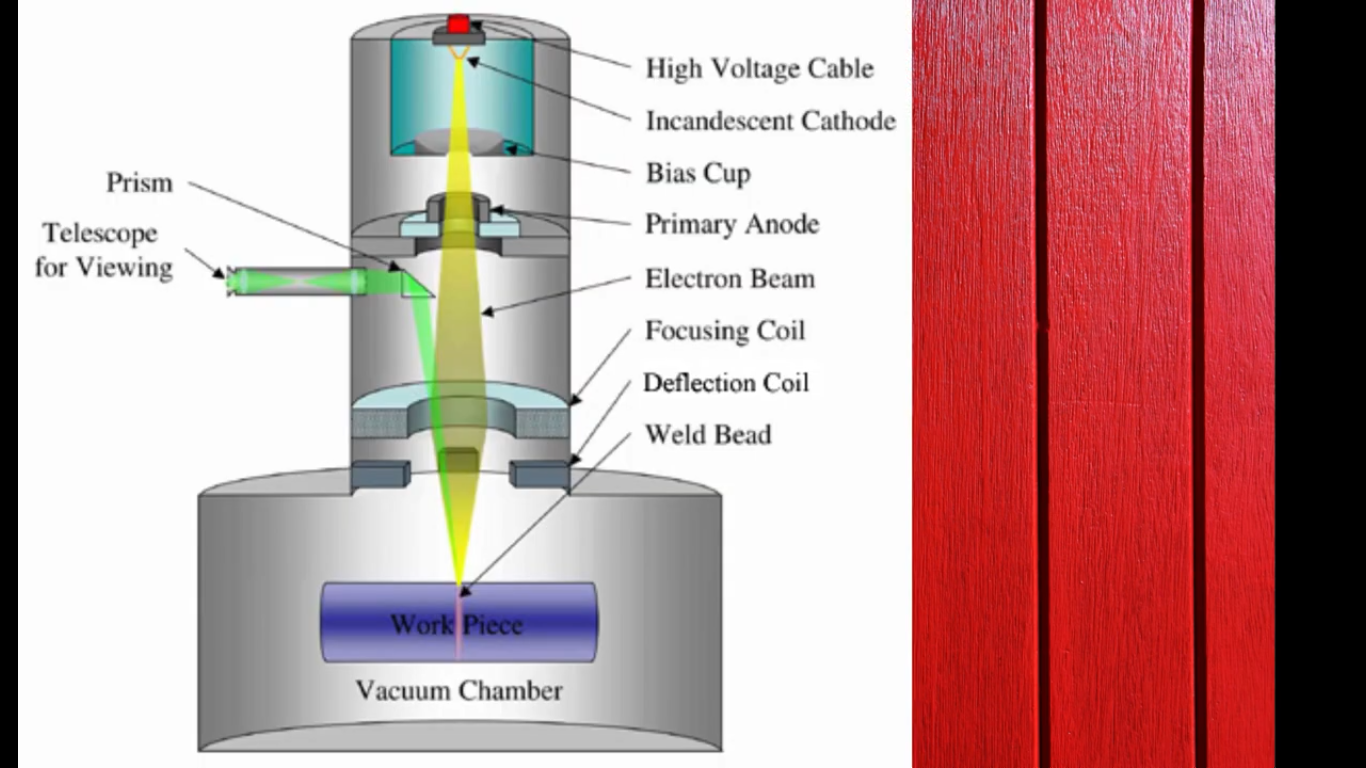 High Voltage Cable
Incandescent Cathode
Bias Cup
Prism
Primary Anode
Telescope
for Viewing
Electron Beam
Focusing Coil
Deflection Coil
Weld Bead
Work Piece
Vacuum Chamber